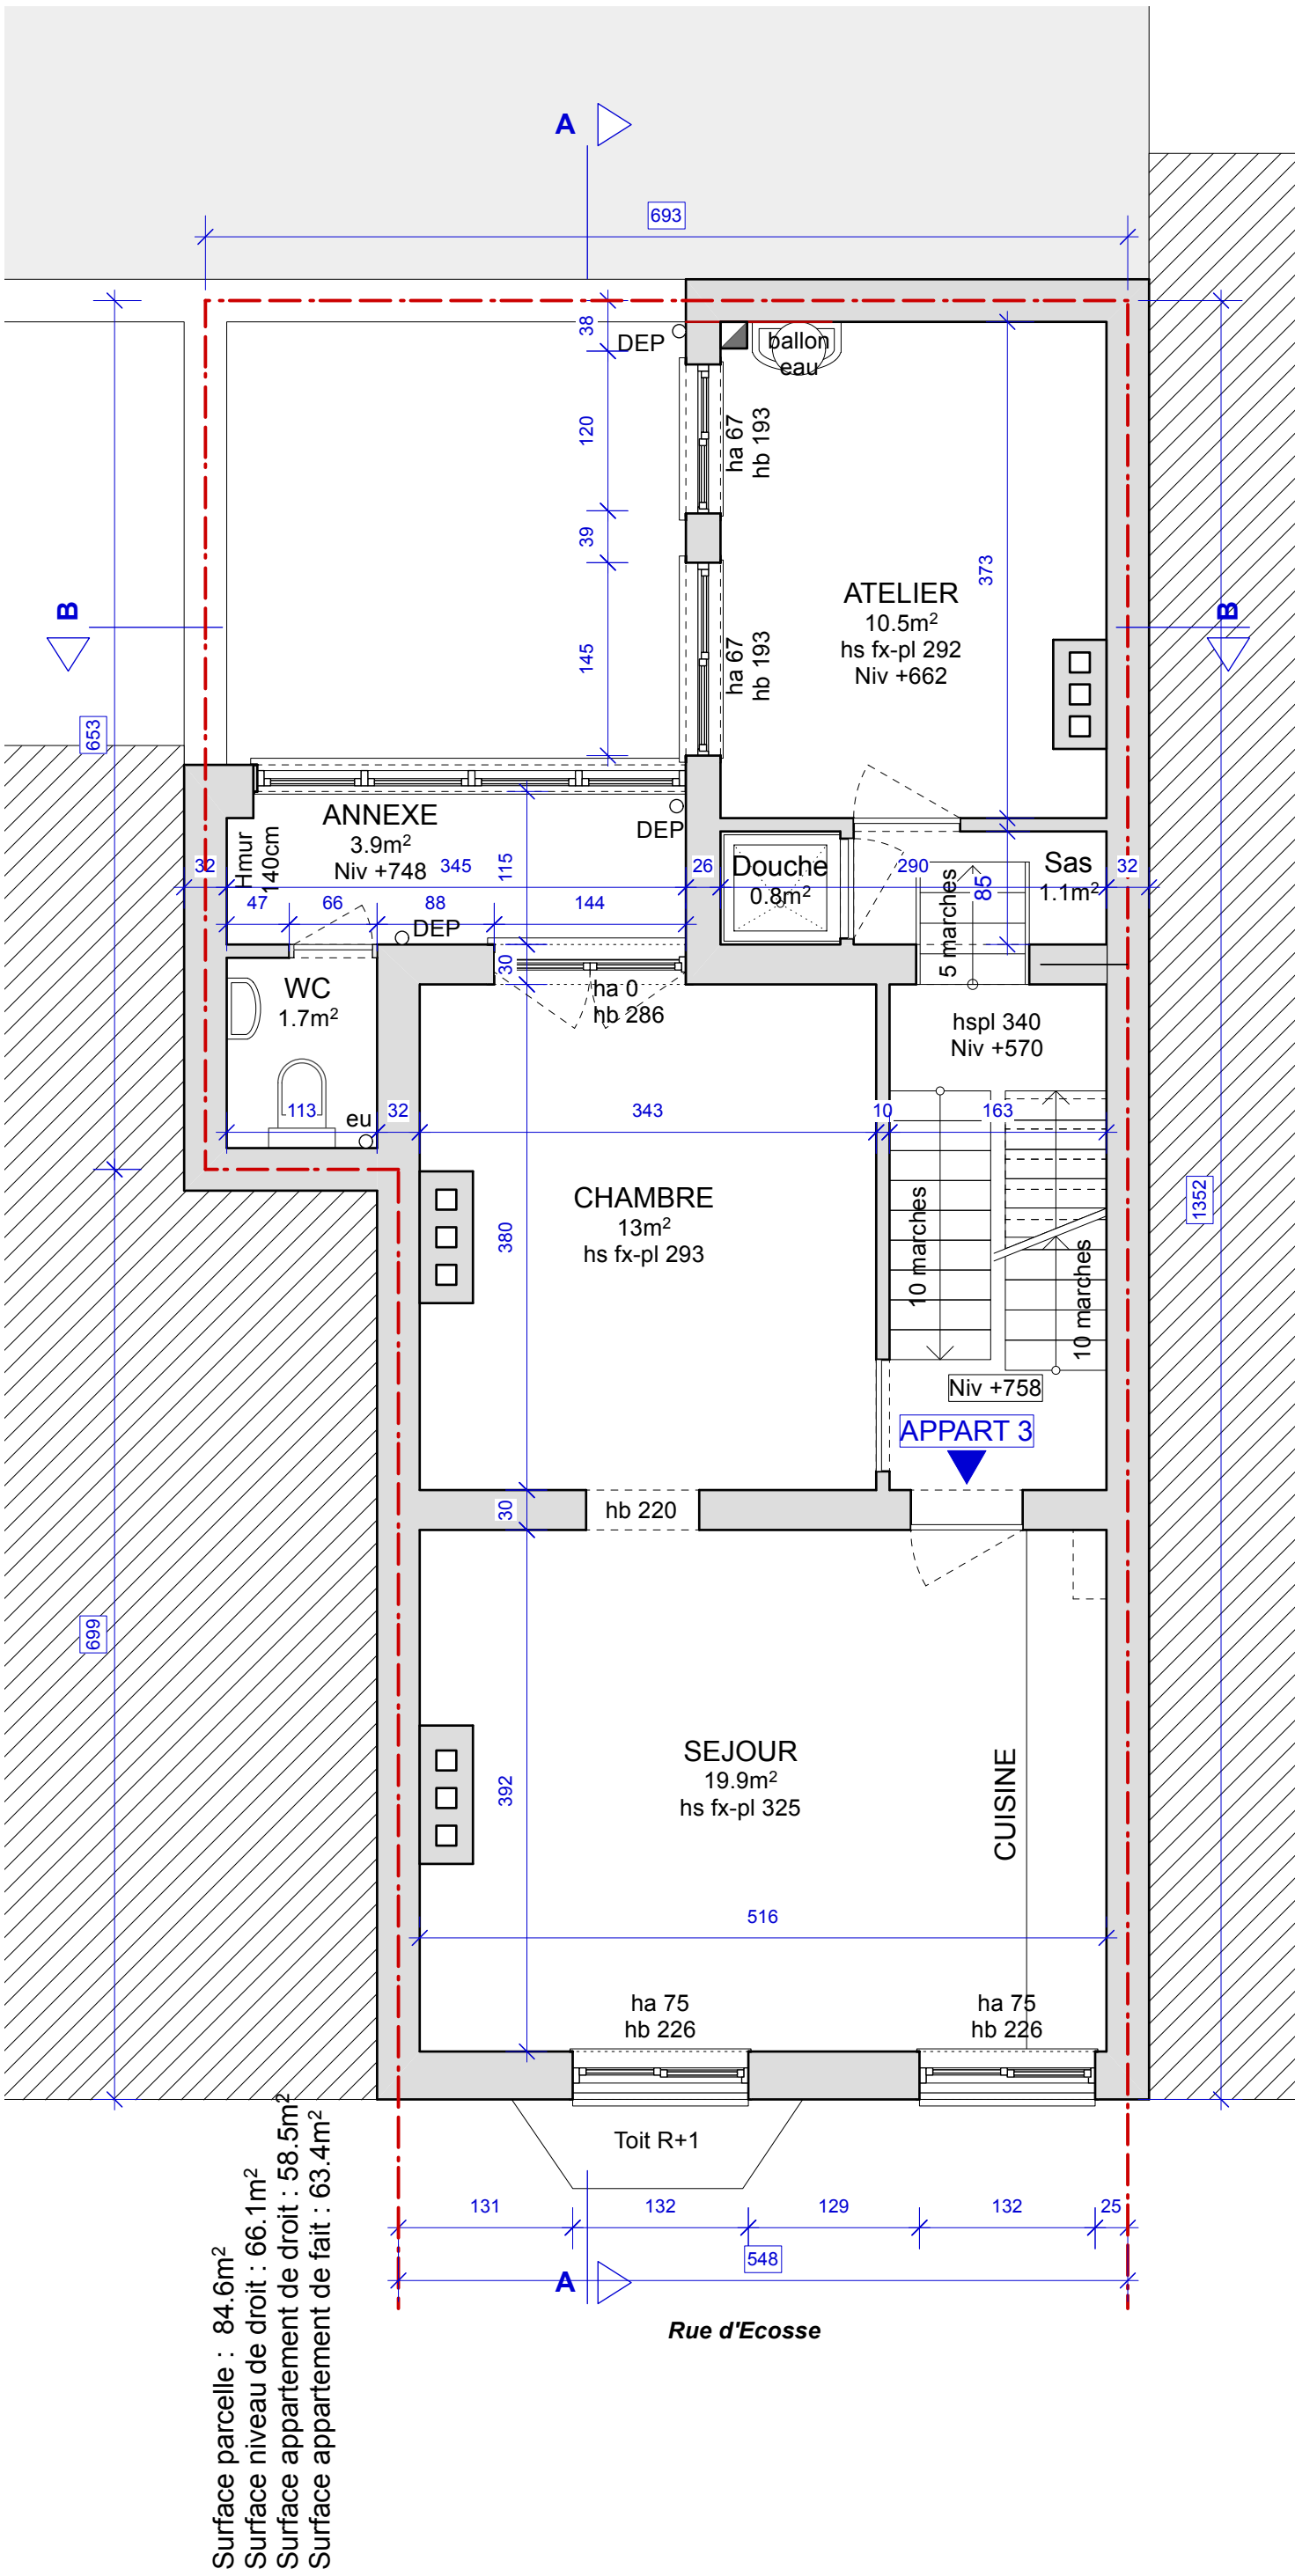 A
693
38
DEP
ballon
eau
120
ha 67
hb 193
39
373
ATELIER
10.5m²
hs fx-pl 292
Niv +662
B
B
145
ha 67
hb 193
653
ANNEXE
3.9m²
Niv +748
DEP
Hmur
140cm
32
345
115
26
Douche
0.8m²
290
5 marches
85
Sas
1.1m²
32
47
66
88
144
DEP
30
WC
1.7m²
ha 0
hb 286
hspl 340
Niv +570
113
eu
32
343
10
163
CHAMBRE
13m²
hs fx-pl 293
380
10 marches
10 marches
1352
Niv +758
APPART 3
30
hb 220
699
SEJOUR
19.9m²
hs fx-pl 325
392
CUISINE
516
ha 75
hb 226
ha 75
hb 226
Toit R+1
131
132
129
132
25
548
A
Rue d'Ecosse
Surface parcelle : 84.6m²
Surface niveau de droit : 66.1m²
Surface appartement de droit : 58.5m²
Surface appartement de fait : 63.4m²